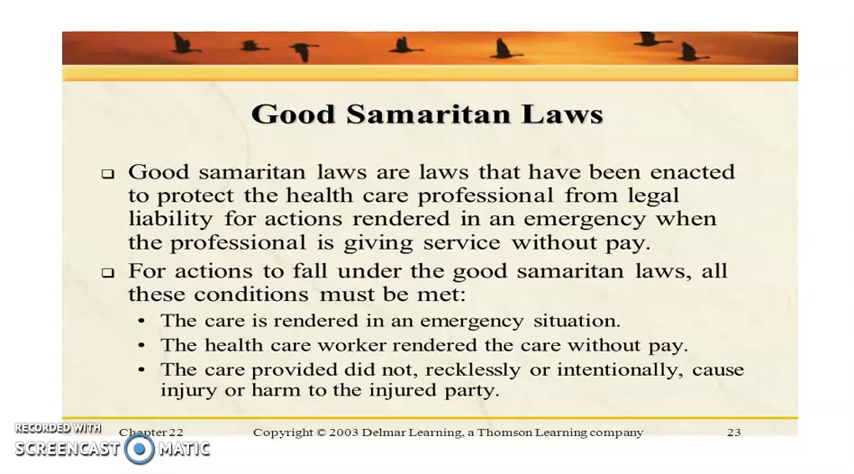 Good Samaritan Laws
❑ Good samaritan laws are laws that have been enacted
to protect the health care professional from legal
liability for actions rendered in an emergency when
the professional is giving service without pay.
❑ For actions to fall under the good samaritan laws, all
these conditions must be met:
• The care is rendered in an emergency situation.
• The health care worker rendered the care without pay.
• The care provided did not, recklessly or intentionally, cause
injury or harm to the injured party.
RECORDED WITH
SCREENCAST MATIC
Chapter 22 Copyright © 2003 Delmar Learning, a Thomson Learning company 23